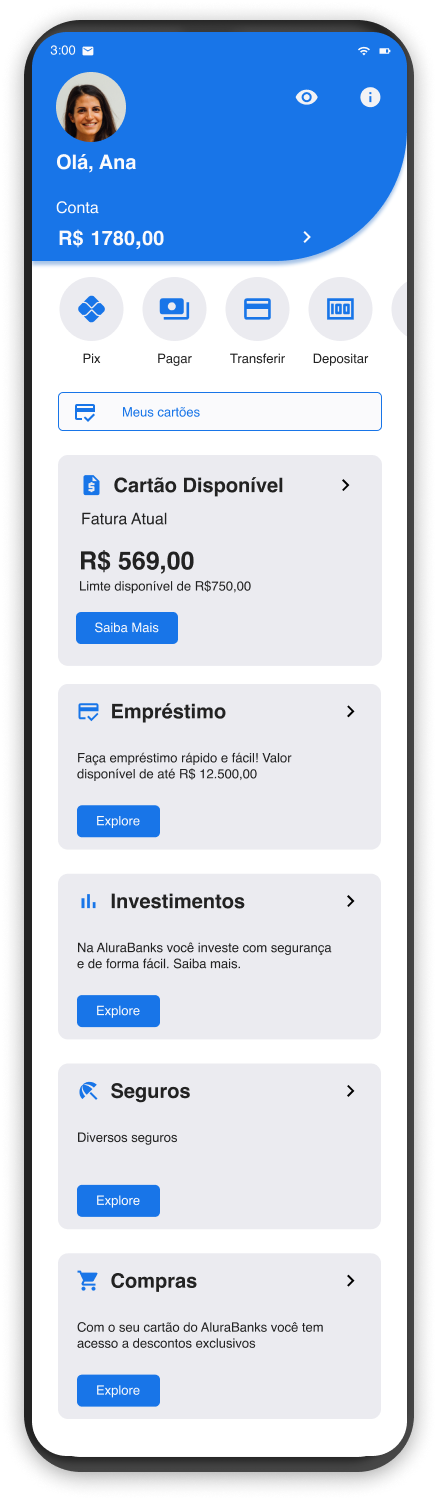 3:00
Olá, Ana
Conta
R$ 1780,00
Pix
Pagar
Transferir
Depositar
Meus cartões
Cartão Disponível
Fatura Atual
R$ 569,00
Limte disponível de R$750,00
Saiba Mais
Empréstimo
Faça empréstimo rápido e fácil! Valor
disponível de até R$ 12.500,00
Explore
Investimentos
Na AluraBanks você investe com segurança
e de forma fácil. Saiba mais.
Explore
Seguros
Diversos seguros
Explore
Compras
Com o seu cartão do AluraBanks você tem
acesso a descontos exclusivos
Explore